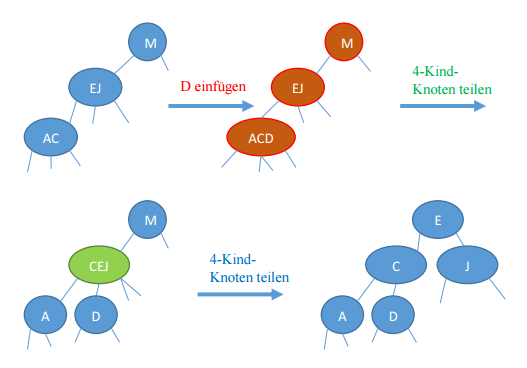 M
EJ
AC
D einfügen
M
EJ
ACD
4-Kind-
Knoten teilen
M
CEJ
A
D
4-Kind-
Knoten teilen
E
C
J
A
D